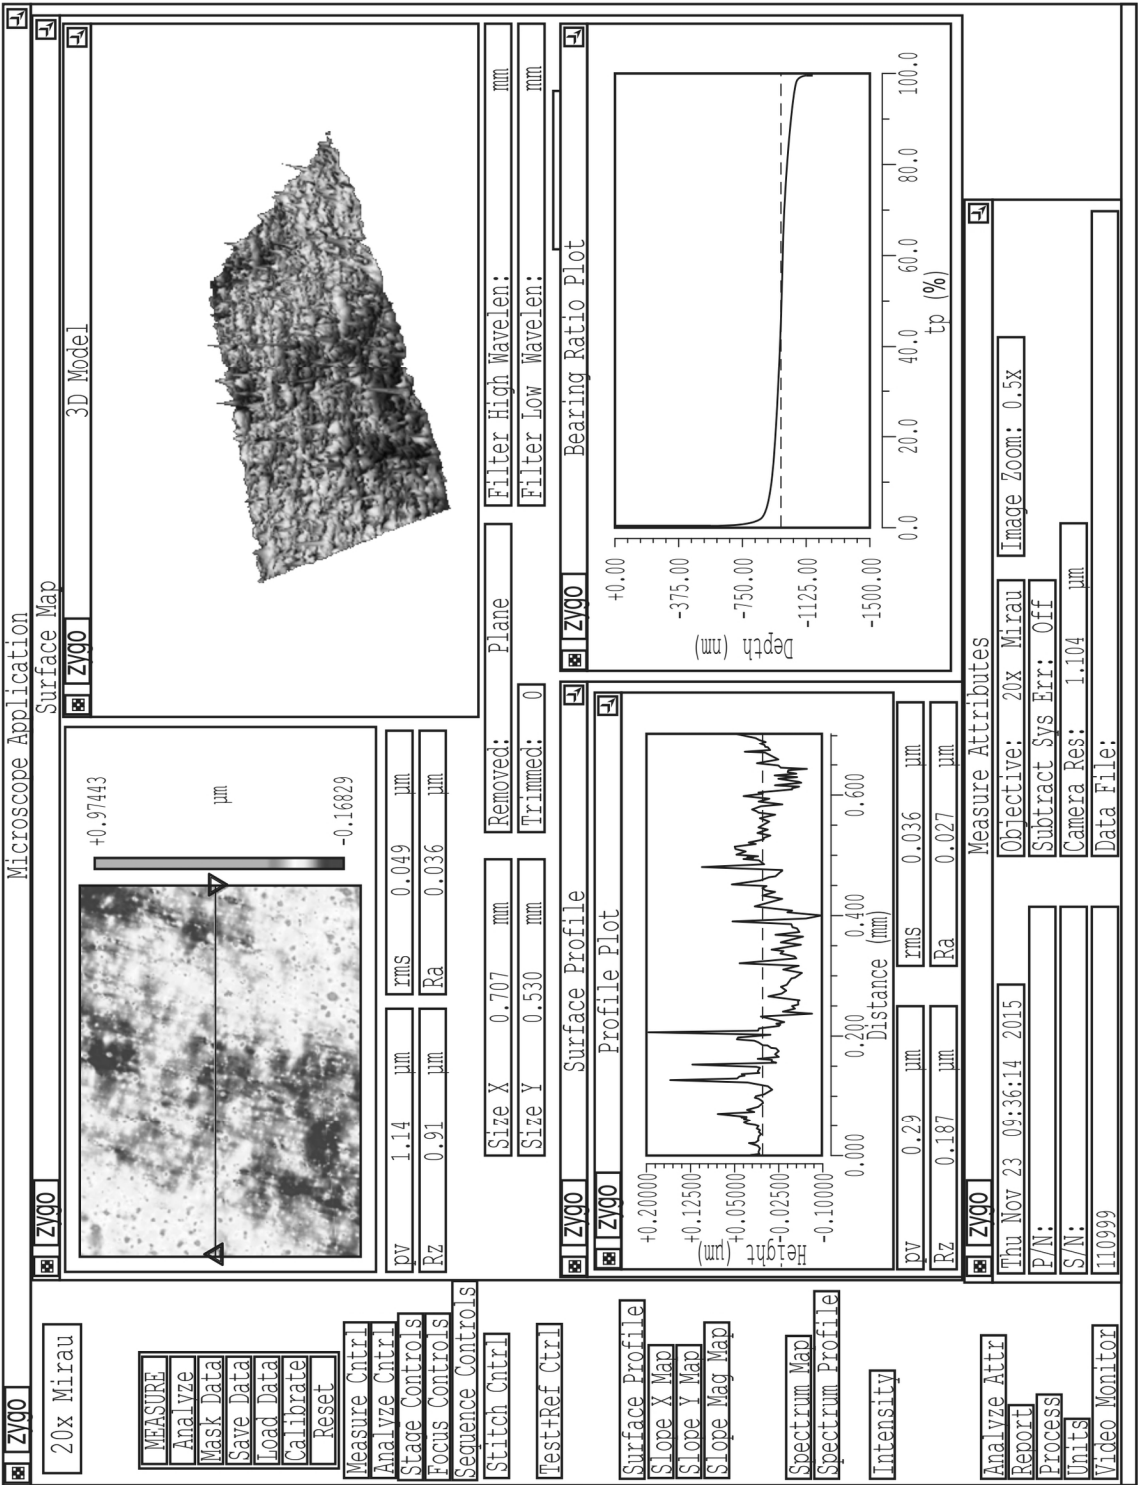 zygo
Microscope Application
20x Mirau
MEASURE
Analyze
Mask Data
Save Data
Load Data
Calibrate
Reset
Measure Cntrl
Analyze Cntrl
Stage Controls
Focus Controls
Sequence Controls
Stitch Cntrl
Test+Ref Ctrl
Surface Profile
Slope X Map
Slope Y Map
Slope Mag Map
Spectrum Map
Spectrum Profile
Intensity
Analyze Attr
Report
Process
Units
Video Monitor
zygo
Surface Map
+0.97443
µm
-0.16829
pv 1.14 µm
rms 0.049 µm
Rz 0.91 µm
Ra 0.036 µm
zygo
3D Model
Size X 0.707 mm
Removed: Plane
Filter High Wavelen: mm
Size Y 0.530 mm
Trimmed: 0
Filter Low Wavelen: mm
zygo
Surface Profile
zygo
Profile Plot
+0.20000
+0.12500
+0.05000
-0.02500
-0.10000
Height (µm)
0.000
0.200
0.400
0.600
Distance (mm)
pv 0.29 µm
rms 0.036 µm
Rz 0.187 µm
Ra 0.027 µm
zygo
Bearing Ratio Plot
+0.00
-375.00
-750.00
-1125.00
-1500.00
Depth (nm)
0.0
20.0
40.0
60.0
80.0
100.0
tp (%)
zygo
Measure Attributes
Thu Nov 23 09:36:14 2015
Objective: 20x Mirau
Image Zoom: 0.5x
P/N:
Subtract Sys Err: Off
S/N:
Camera Res: 1.104 µm
110999
Data File: